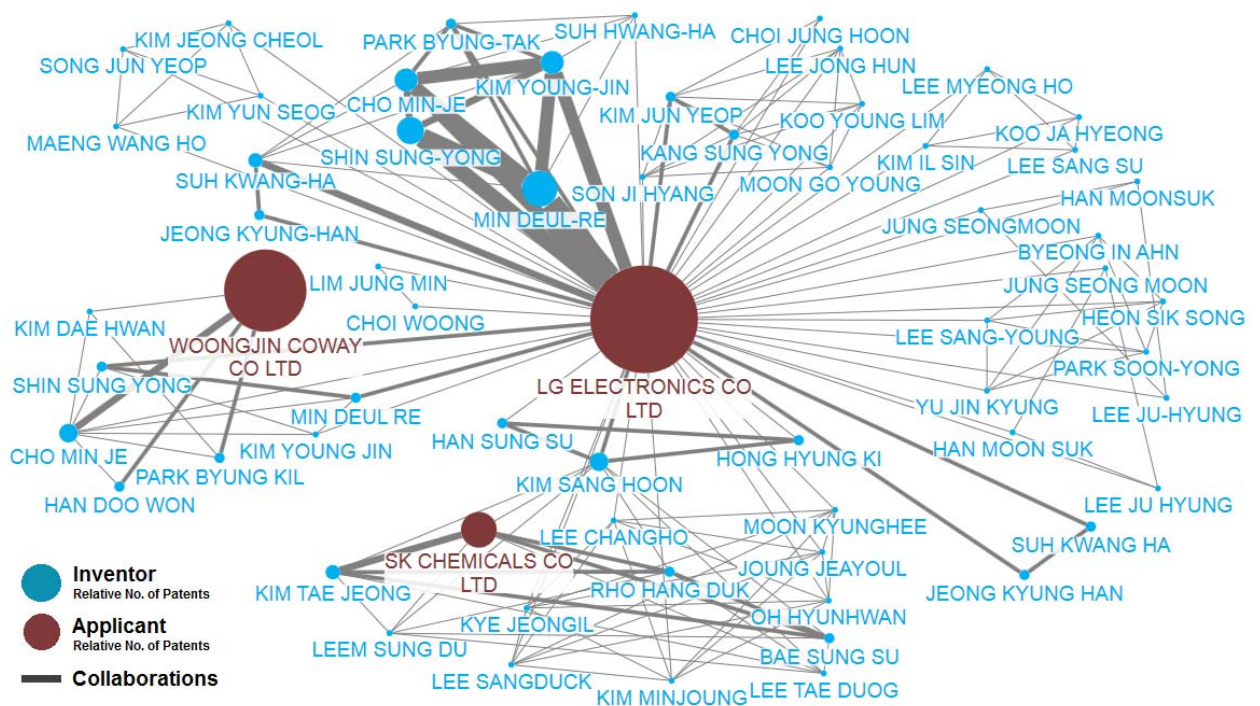 KIM JEONG CHEOL
SONG JUN YEOP
KIM YUN SEOG
MAENG WANG HO
PARK BYUNG-TAK
SUH HWANG-HA
KIM YOUNG-JIN
CHO MIN-JE
SHIN SUNG-YONG
SUH KWANG-HA
MIN DEUL-RE
JEONG KYUNG-HAN
CHOI JUNG HOON
LEE JONG HUN
KIM JUN YEOP
KOO YOUNG LIM
KANG SUNG YONG
SON JI HYANG
MOON GO YOUNG
LEE MYEONG HO
KOO JA HYEONG
KIM IL SIN
LEE SANG SU
HAN MOONSUK
JUNG SEONGMOON
BYEONG IN AHN
JUNG SEONG MOON
HEON SIK SONG
LEE SANG-YOUNG
PARK SOON-YONG
YU JIN KYUNG
LEE JU-HYUNG
HAN MOON SUK
LEE JU HYUNG
SUH KWANG HA
JEONG KYUNG HAN
LIM JUNG MIN
CHOI WOONG
KIM DAE HWAN
WOONGJIN COWAY
CO LTD
SHIN SUNG YONG
MIN DEUL RE
KIM YOUNG JIN
CHO MIN JE
PARK BYUNG KIL
HAN DOO WON
LG ELECTRONICS CO
LTD
HAN SUNG SU
HONG HYUNG KI
KIM SANG HOON
LEE CHANGHO
MOON KYUNGHEE
SK CHEMICALS CO
LTD
JOUNG JEAYOUL
KIM TAE JEONG
RHO HANG DUK
KYE JEONGIL
OH HYUNHWAN
LEEM SUNG DU
BAE SUNG SU
LEE SANGDUCK
KIM MINJOUNG
LEE TAE DUOG
Inventor
Relative No. of Patents
Applicant
Relative No. of Patents
Collaborations